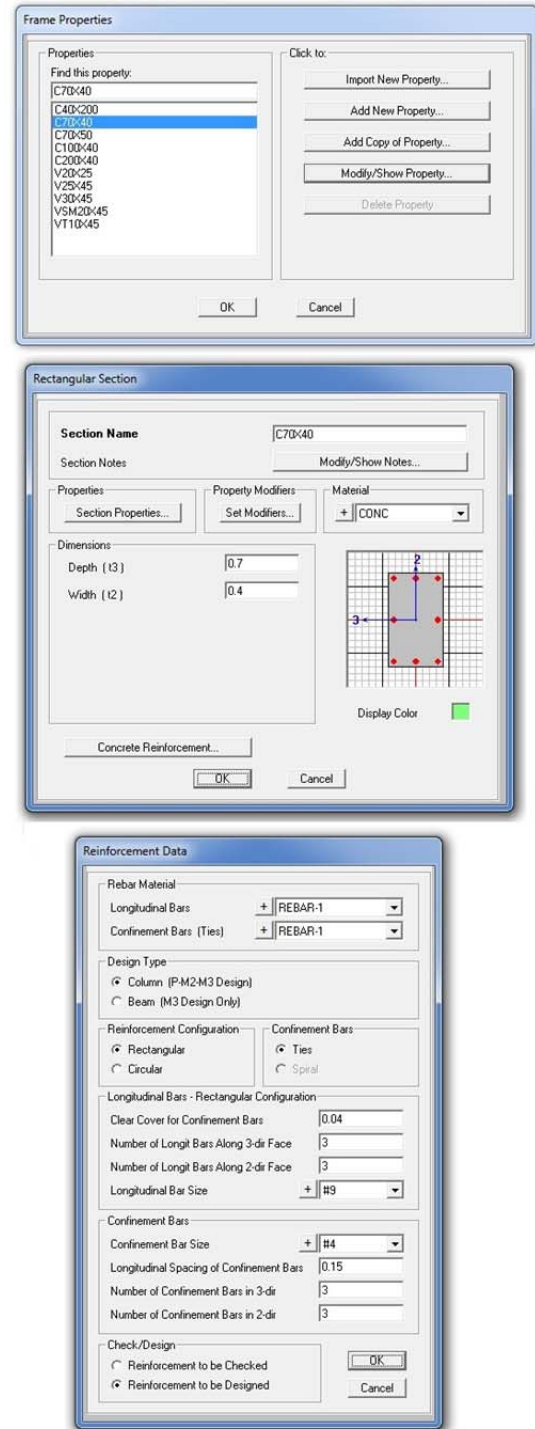 Frame Properties
Properties
Find this property:
C70X40
C40X200
C70X40
C70X50
C100X40
C200X40
V20X25
V25X45
V30X45
VSM20X45
VT10X45
Click to:
Import New Property...
Add New Property...
Add Copy of Property...
Modify/Show Property...
Delete Property
OK Cancel
Rectangular Section
Section Name C70X40
Section Notes Modify/Show Notes...
Properties Property Modifiers Material
Section Properties... Set Modifiers... + CONC
Dimensions
Depth ( t3 ) 0.7
Width ( t2 ) 0.4
2
3
Display Color
Concrete Reinforcement...
OK Cancel
Reinforcement Data
Rebar Material
Longitudinal Bars + REBAR-1
Confinement Bars (Ties) + REBAR-1
Design Type
Column (P-M2-M3 Design)
Beam (M3 Design Only)
Reinforcement Configuration Confinement Bars
Rectangular Ties
Circular Spiral
Longitudinal Bars - Rectangular Configuration
Clear Cover for Confinement Bars 0.04
Number of Longit Bars Along 3-dir Face 3
Number of Longit Bars Along 2-dir Face 3
Longitudinal Bar Size + #9
Confinement Bars
Confinement Bar Size + #4
Longitudinal Spacing of Confinement Bars 0.15
Number of Confinement Bars in 3-dir 3
Number of Confinement Bars in 2-dir 3
Check/Design
Reinforcement to be Checked OK
Reinforcement to be Designed Cancel